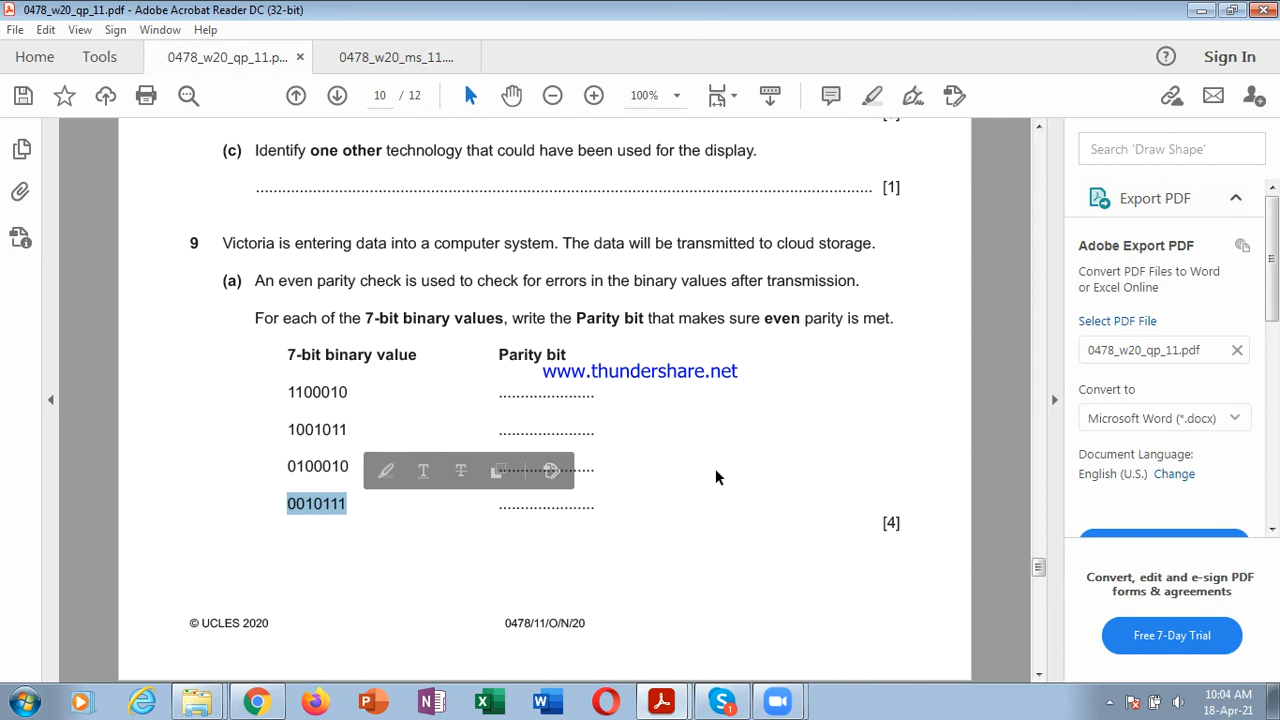 0478_w20_qp_11.pdf - Adobe Acrobat Reader DC (32-bit)
File Edit View Sign Window Help
Home Tools 0478_w20_qp_11.p... × 0478_w20_ms_11.... Sign In
10 / 12 100%
(c) Identify one other technology that could have been used for the display.
[1]
9 Victoria is entering data into a computer system. The data will be transmitted to cloud storage.
(a) An even parity check is used to check for errors in the binary values after transmission.
For each of the 7-bit binary values, write the Parity bit that makes sure even parity is met.
7-bit binary value Parity bit
www.thundershare.net
1100010 ......................
1001011 ......................
0100010
0010111 ......................
[4]
© UCLES 2020 0478/11/O/N/20
Search 'Draw Shape'
Export PDF
Adobe Export PDF
Convert PDF Files to Word
or Excel Online
Select PDF File
0478_w20_qp_11.pdf
Convert to
Microsoft Word (*.docx)
Document Language:
English (U.S.) Change
Convert, edit and e-sign PDF
forms & agreements
Free 7-Day Trial
10:04 AM
18-Apr-21